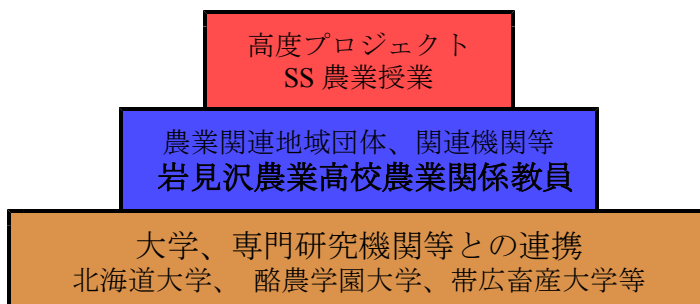 高度プロジェクト
SS 農業授業
農業関連地域団体、関連機関等
岩見沢農業高校農業関係教員
大学、専門研究機関等との連携
北海道大学、 酪農学園大学、帯広畜産大学等